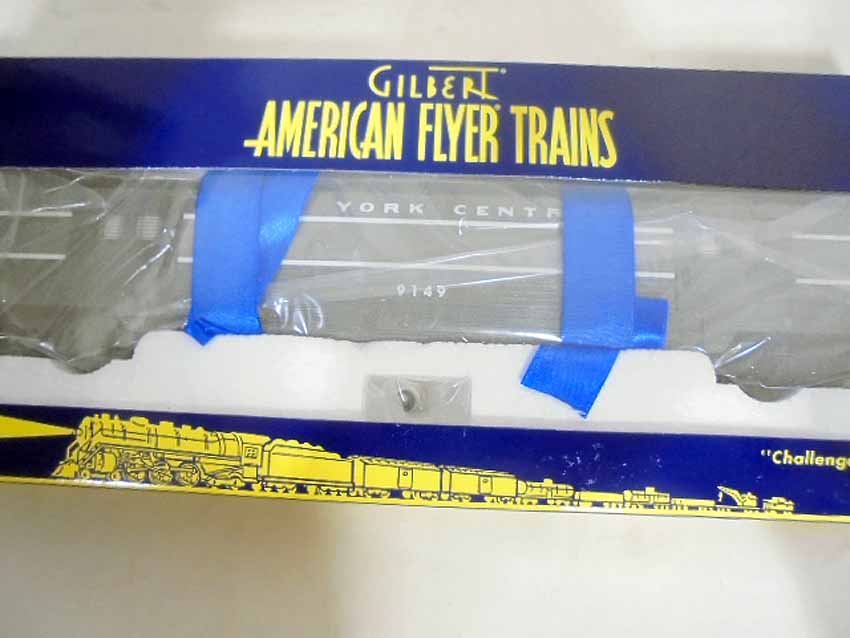 GILBERT®
AMERICAN FLYER® TRAINS
YORK CENTR
9149
"Challenge